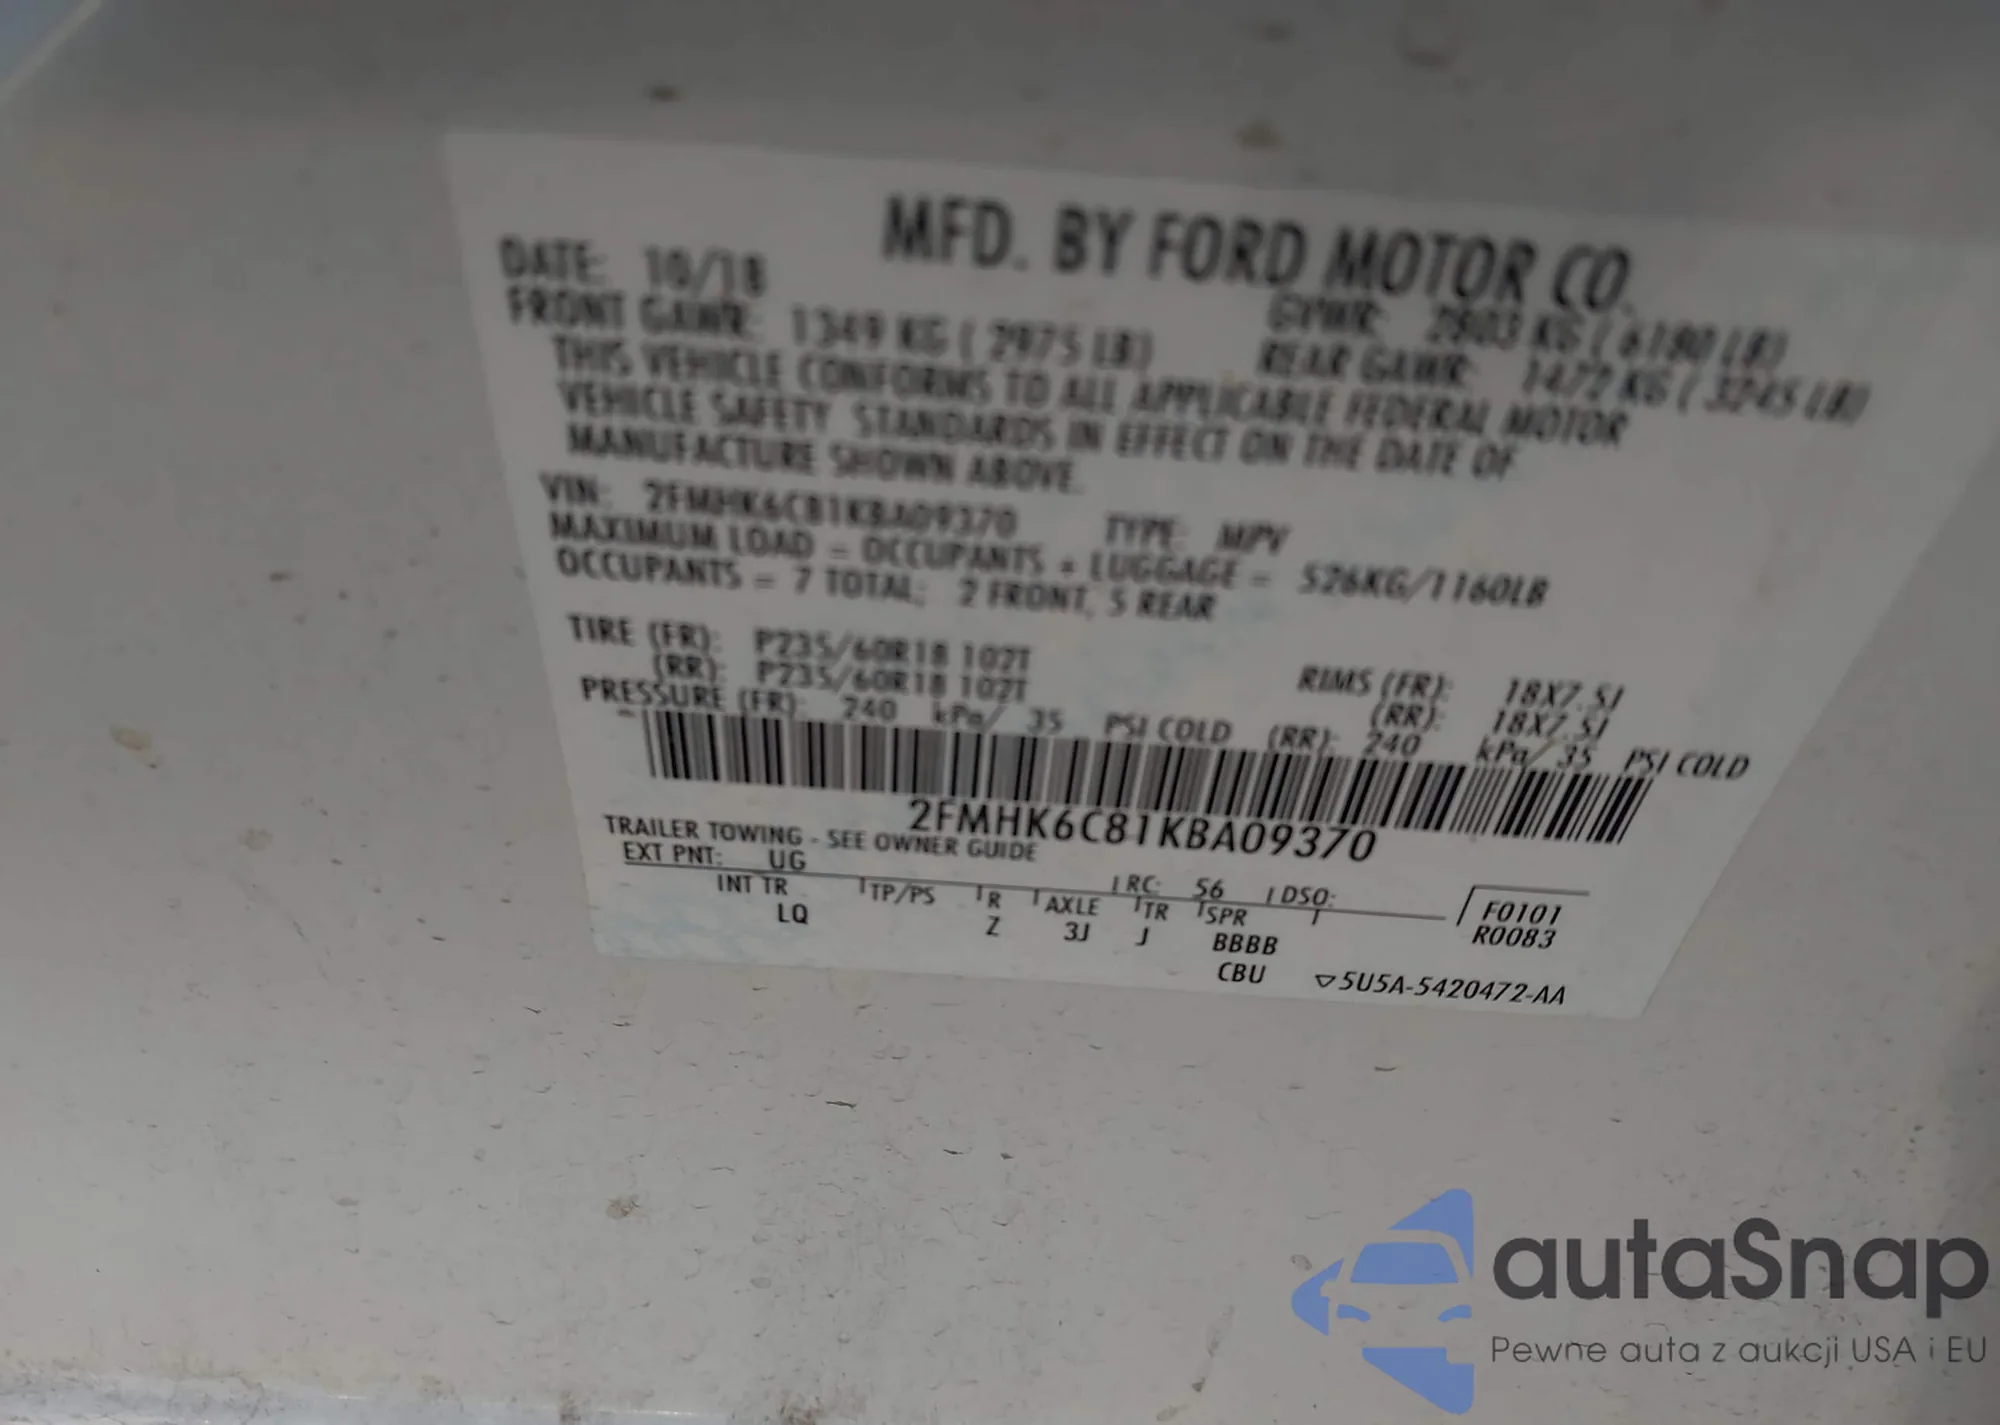 MFD. BY FORD MOTOR CO.
DATE: 10/18 GVWR: 2803 KG ( 6180 LB)
FRONT GAWR: 1349 KG ( 2975 LB) REAR GAWR: 1472 KG ( 3245 LB)
THIS VEHICLE CONFORMS TO ALL APPLICABLE FEDERAL MOTOR
VEHICLE SAFETY STANDARDS IN EFFECT ON THE DATE OF
MANUFACTURE SHOWN ABOVE.
VIN: 2FMHK6C81KBA09370 TYPE: MPV
MAXIMUM LOAD = OCCUPANTS + LUGGAGE = 526KG/1160LB
OCCUPANTS = 7 TOTAL; 2 FRONT, 5 REAR
TIRE (FR): P235/60R18 102T RIMS (FR): 18X7.5J
(RR): P235/60R18 102T (RR): 18X7.5J
PRESSURE (FR): 240 kPa/ 35 PSI COLD (RR): 240 kPa/ 35 PSI COLD
2FMHK6C81KBA09370
TRAILER TOWING - SEE OWNER GUIDE
EXT PNT: UG RC: 56 DSO: F0101
INT TR TP/PS R AXLE TR SPR R0083
LQ Z 3J J BBBB
CBU ▽5U5A-5420472-AA
autaSnap
Pewne auta z aukcji USA i EU